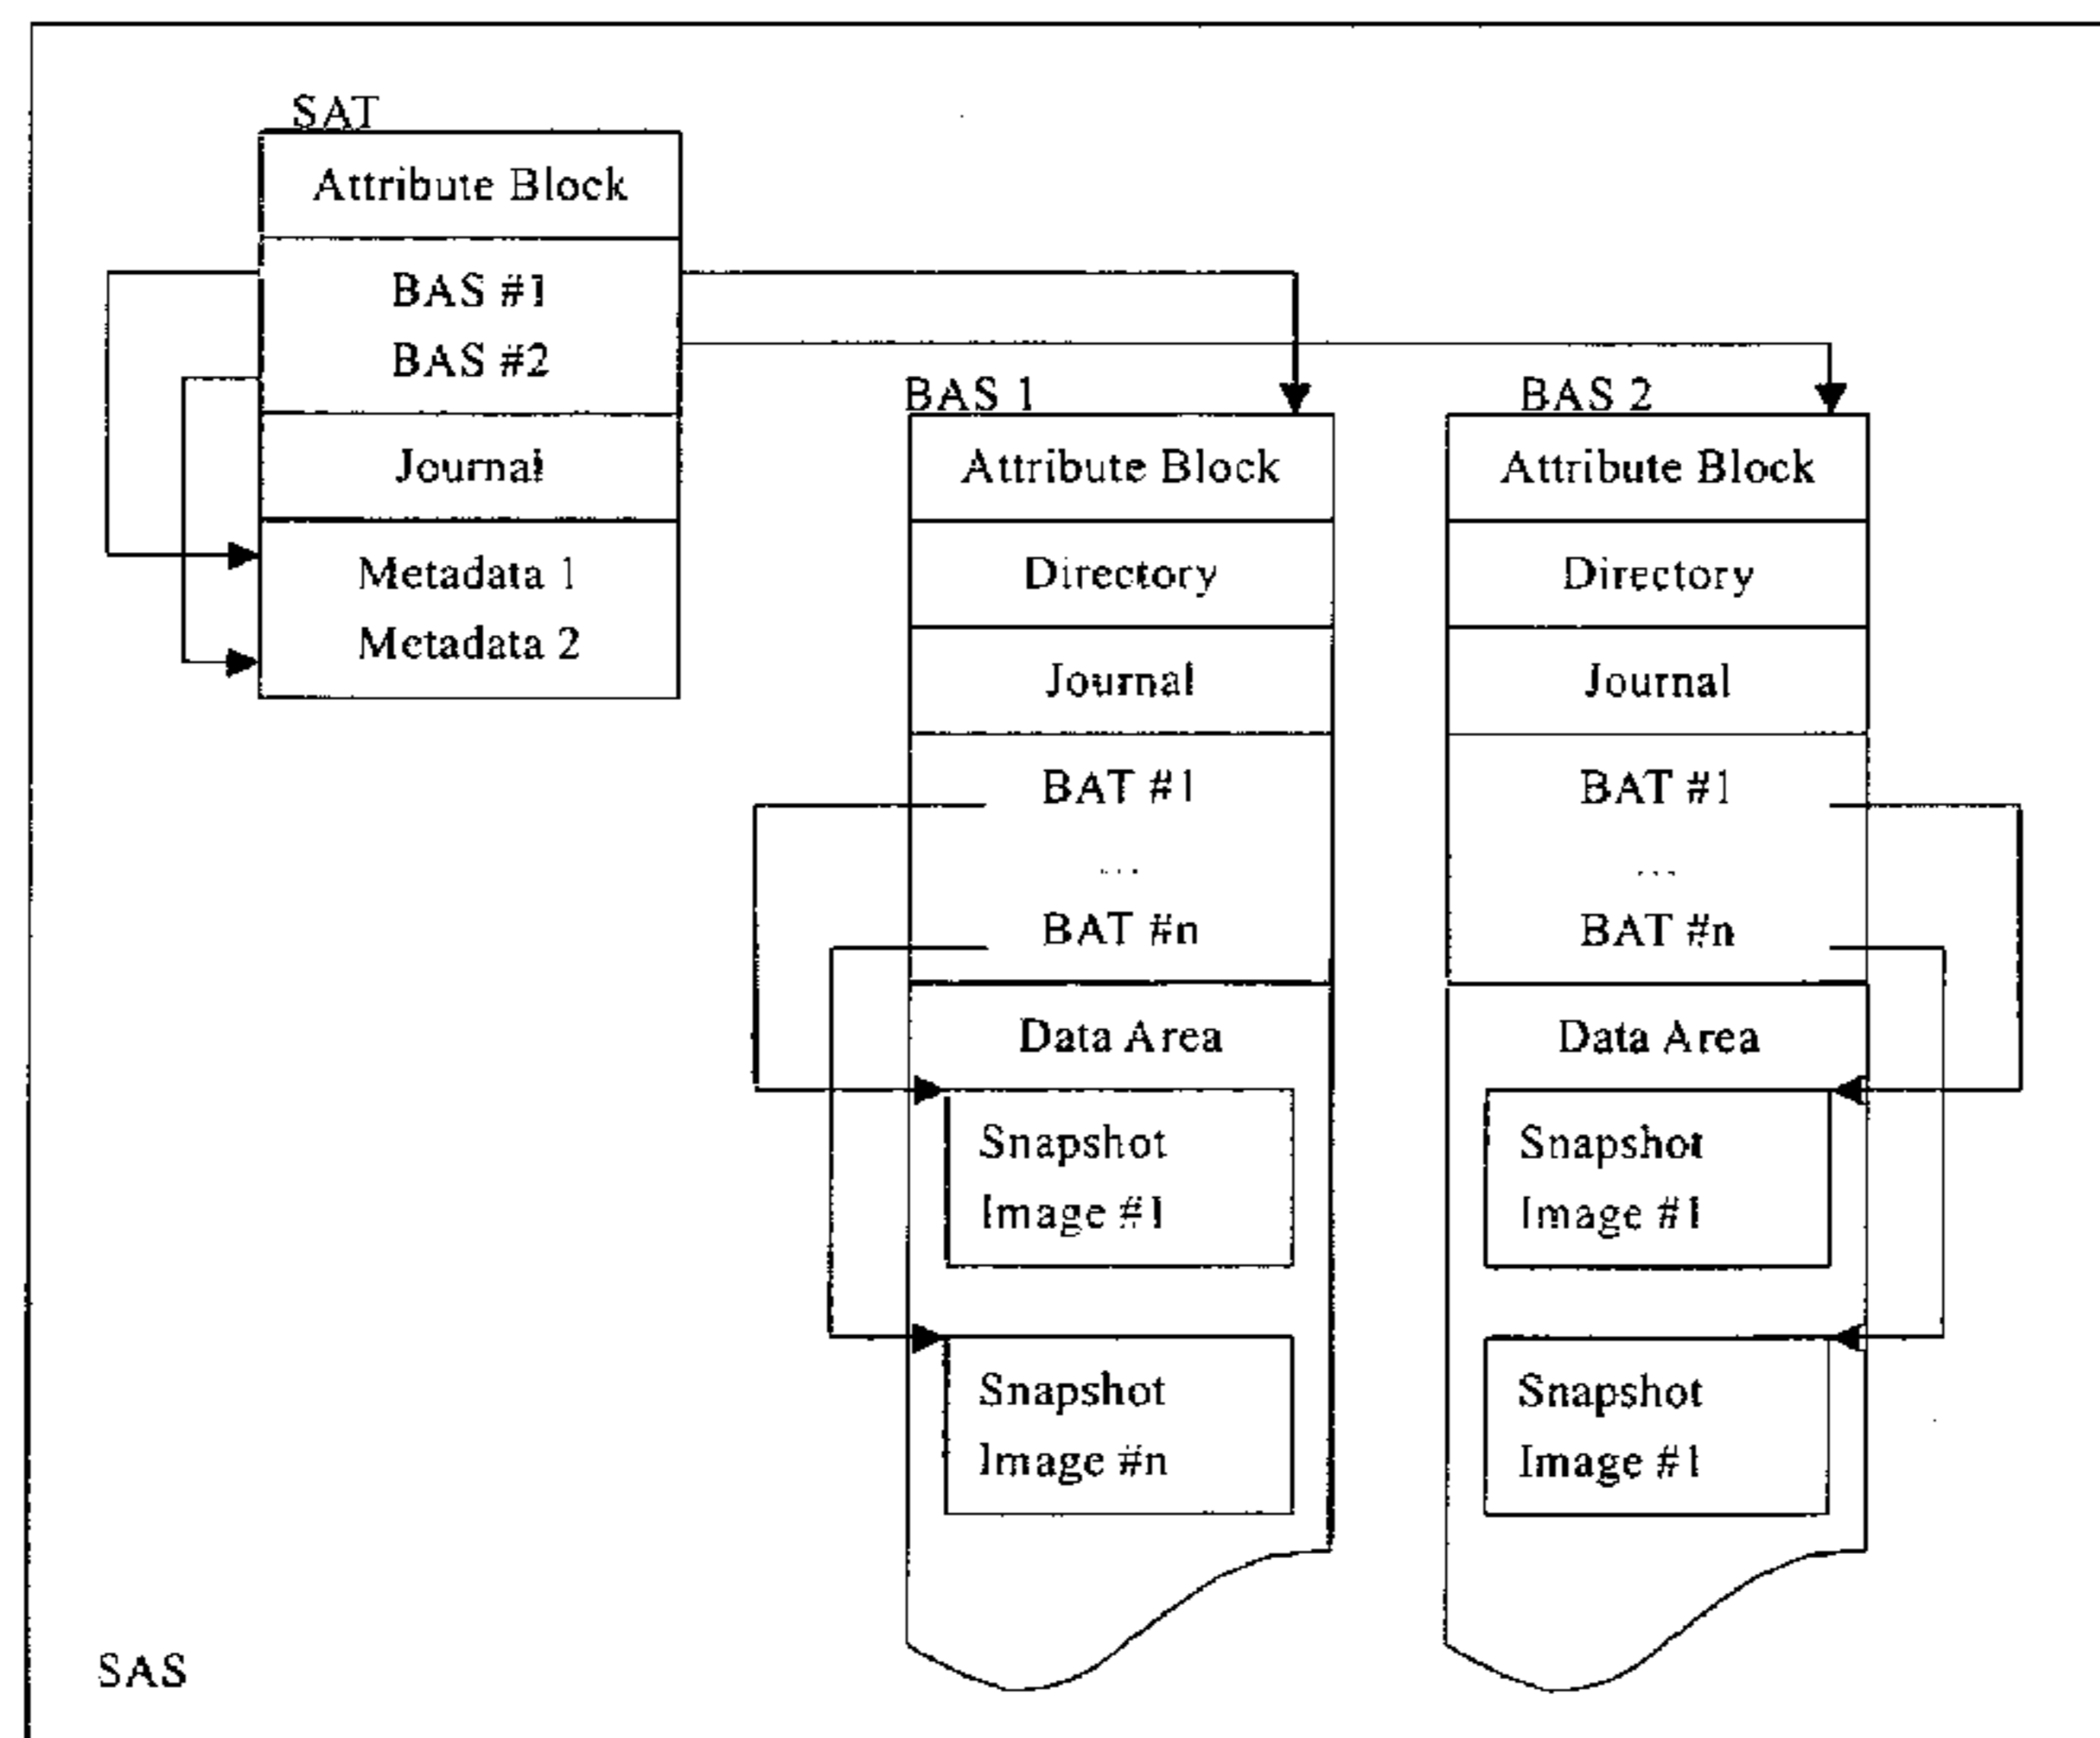 SAT
Attribute Block
BAS #1
BAS #2
Journal
Metadata 1
Metadata 2
BAS 1
Attribute Block
Directory
Journal
BAT #1
...
BAT #n
Data Area
Snapshot
Image #1
Snapshot
Image #n
BAS 2
Attribute Block
Directory
Journal
BAT #1
...
BAT #n
Data Area
Snapshot
Image #1
Snapshot
Image #1
SAS